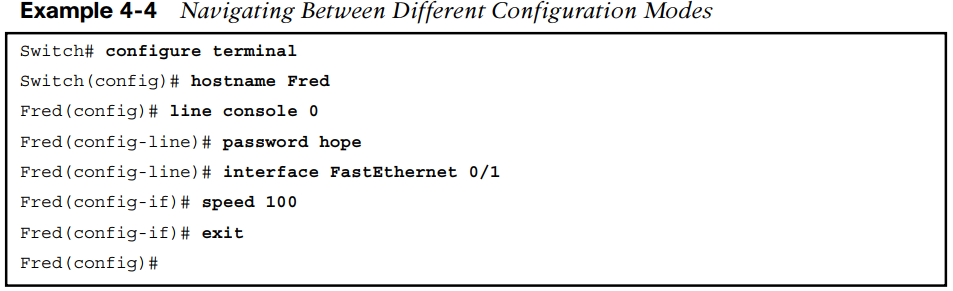 Example 4-4 Navigating Between Different Configuration Modes
Switch# configure terminal
Switch(config)# hostname Fred
Fred(config)# line console 0
Fred(config-line)# password hope
Fred(config-line)# interface FastEthernet 0/1
Fred(config-if)# speed 100
Fred(config-if)# exit
Fred(config)#